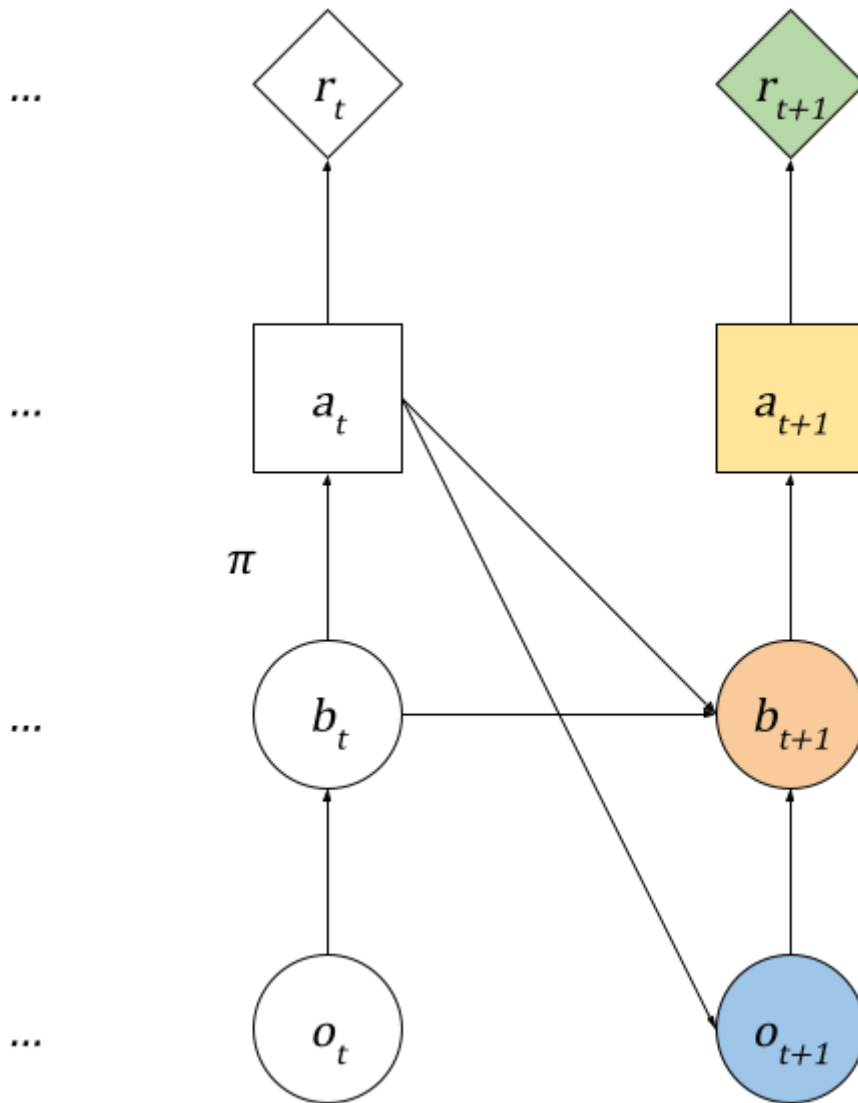 ... r_t r_{t+1}
... a_t a_{t+1}
π
... b_t b_{t+1}
... o_t o_{t+1}